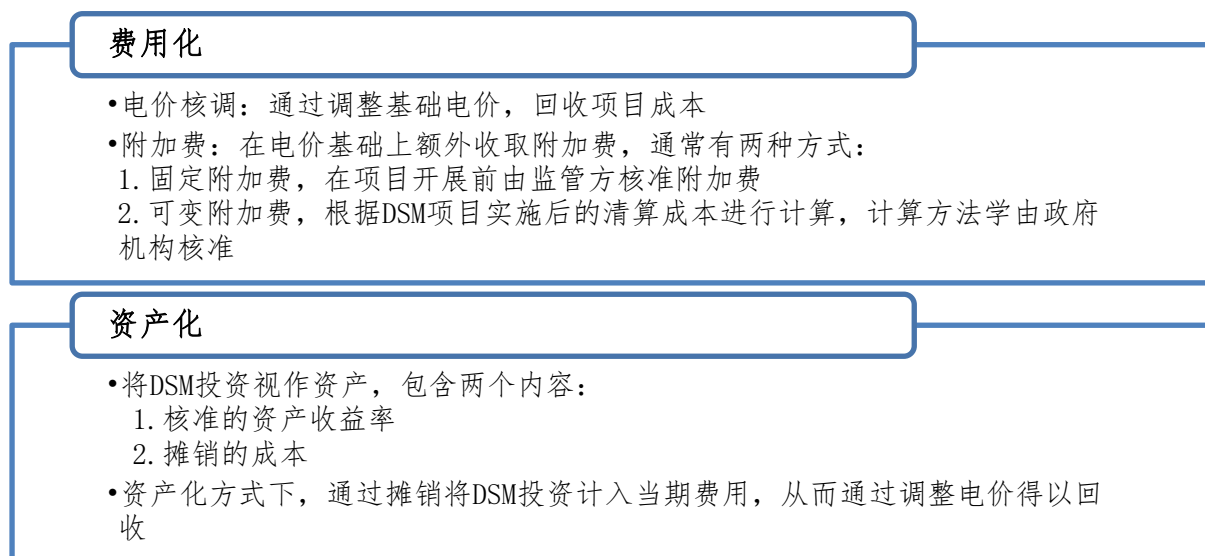 费用化
•电价核调：通过调整基础电价，回收项目成本
•附加费：在电价基础上额外收取附加费，通常有两种方式：
1.固定附加费，在项目开展前由监管方核准附加费
2.可变附加费，根据DSM项目实施后的清算成本进行计算，计算方法学由政府
机构核准
资产化
•将DSM投资视作资产，包含两个内容：
1.核准的资产收益率
2.摊销的成本
•资产化方式下，通过摊销将DSM投资计入当期费用，从而通过调整电价得以回
收